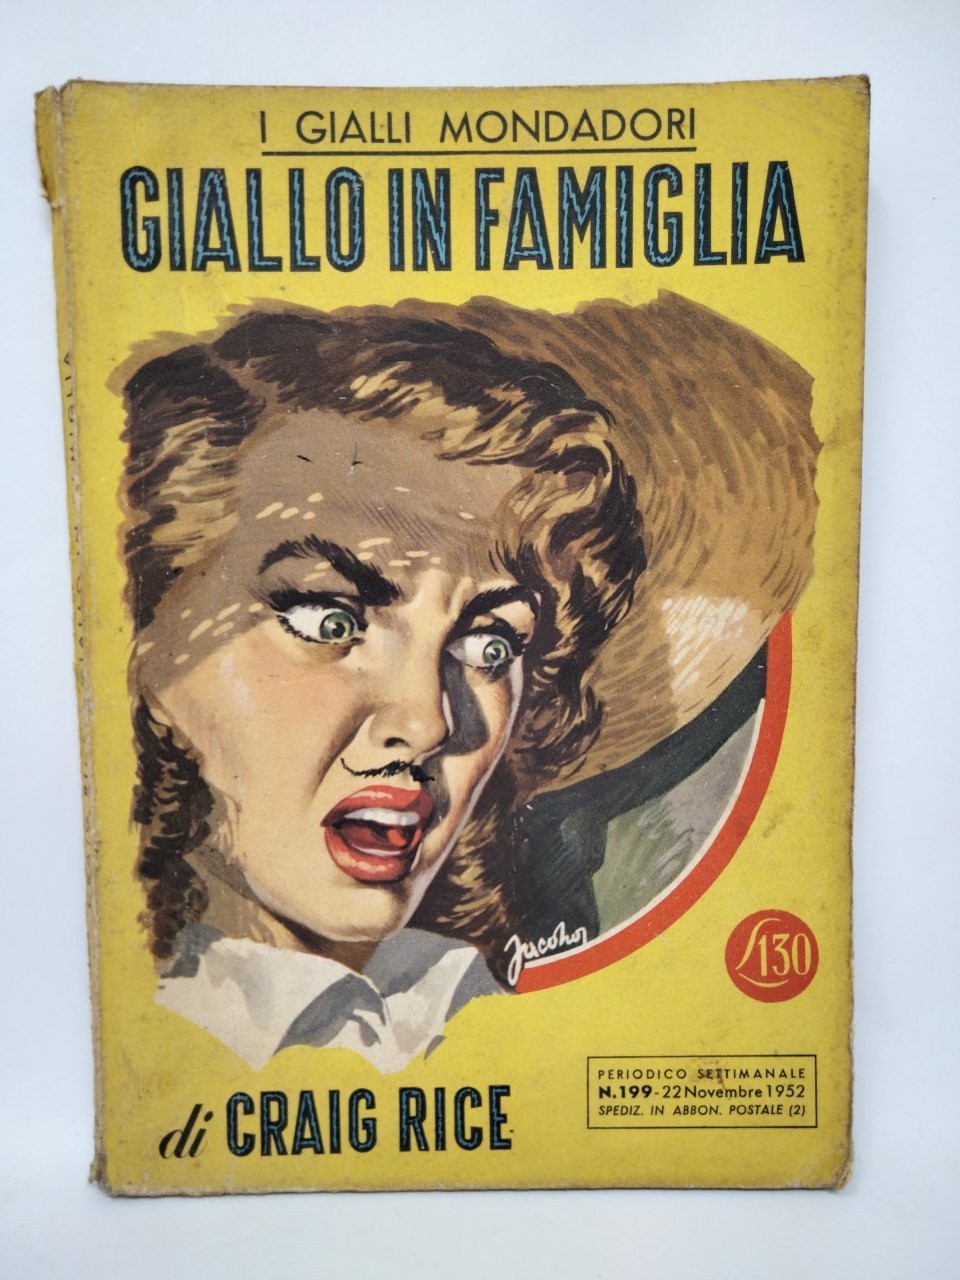 I GIALLI MONDADORI
GIALLO IN FAMIGLIA
Jacono
L130
di CRAIG RICE
PERIODICO SETTIMANALE
N.199-22 Novembre 1952
SPEDIZ. IN ABBON. POSTALE (2)